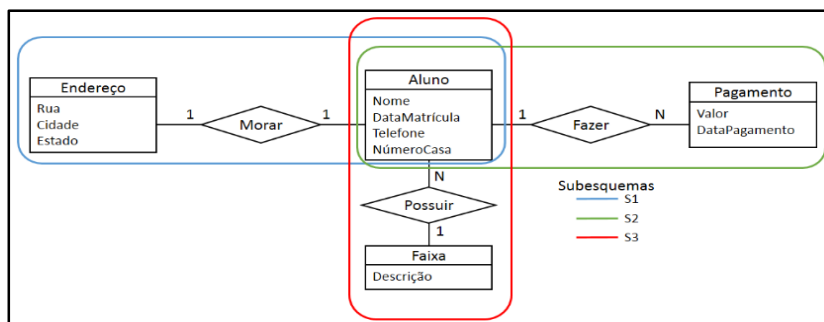 Endereço
Rua
Cidade
Estado
1
Morar
1
Aluno
Nome
DataMatrícula
Telefone
NúmeroCasa
1
Fazer
N
Pagamento
Valor
DataPagamento
N
Possuir
1
Faixa
Descrição
Subesquemas
S1
S2
S3